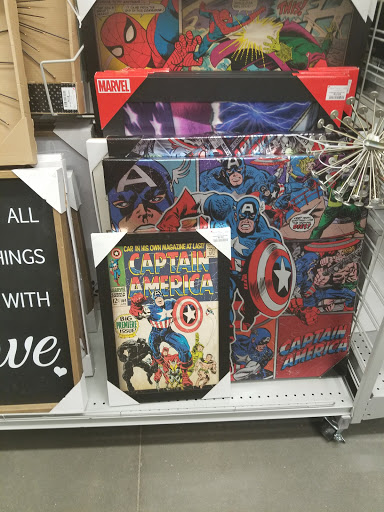 MARVEL
ALL
HINGS
WITH
ve
CAP. IN HIS OWN MAGAZINE AT LAST!
CAPTAIN
AMERICA
BIG
PREMIERE
ISSUE!
CAPTAIN
AMERICA